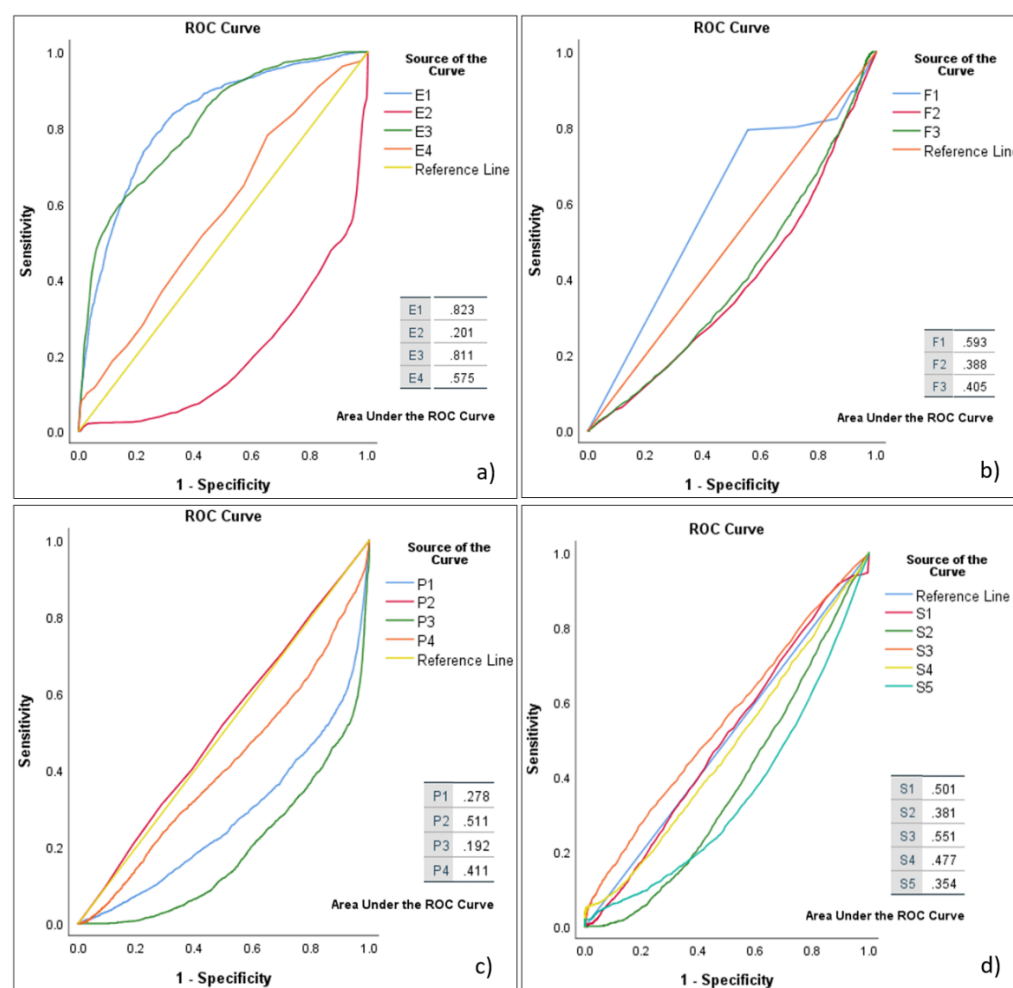 ROC Curve
Source of the
Curve
E1
E2
E3
E4
Reference Line
1.0
0.8
0.6
0.4
0.2
0.0
Sensitivity
E1 .823
E2 .201
E3 .811
E4 .575
Area Under the ROC Curve
0.0 0.2 0.4 0.6 0.8 1.0
1 - Specificity
a)
ROC Curve
Source of the
Curve
F1
F2
F3
Reference Line
1.0
0.8
0.6
0.4
0.2
0.0
Sensitivity
F1 .593
F2 .388
F3 .405
Area Under the ROC Curve
0.0 0.2 0.4 0.6 0.8 1.0
1 - Specificity
b)
ROC Curve
Source of the
Curve
P1
P2
P3
P4
Reference Line
1.0
0.8
0.6
0.4
0.2
0.0
Sensitivity
P1 .278
P2 .511
P3 .192
P4 .411
Area Under the ROC Curve
0.0 0.2 0.4 0.6 0.8 1.0
1 - Specificity
c)
ROC Curve
Source of the
Curve
Reference Line
S1
S2
S3
S4
S5
1.0
0.8
0.6
0.4
0.2
0.0
Sensitivity
S1 .501
S2 .381
S3 .551
S4 .477
S5 .354
Area Under the ROC Curve
0.0 0.2 0.4 0.6 0.8 1.0
1 - Specificity
d)